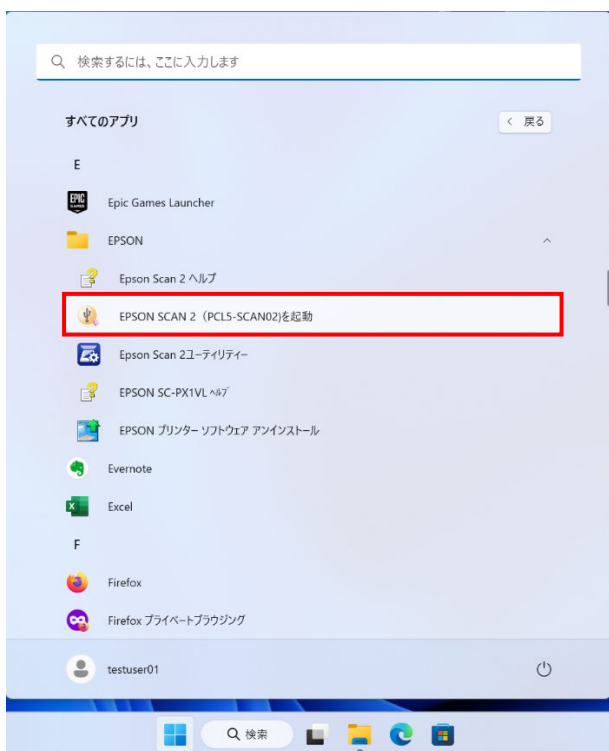 検索するには、ここに入力します
すべてのアプリ
戻る
E
EPIC GAMES
Epic Games Launcher
EPSON
Epson Scan 2 ヘルプ
EPSON SCAN 2（PCL5-SCAN02)を起動
Epson Scan 2ユーティリティー
EPSON SC-PX1VL ﾍﾙﾌﾟ
EPSON プリンター ソフトウェア アンインストール
Evernote
Excel
F
Firefox
Firefox プライベートブラウジング
testuser01
検索